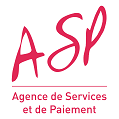 ASP
Agence de Services
et de Paiement